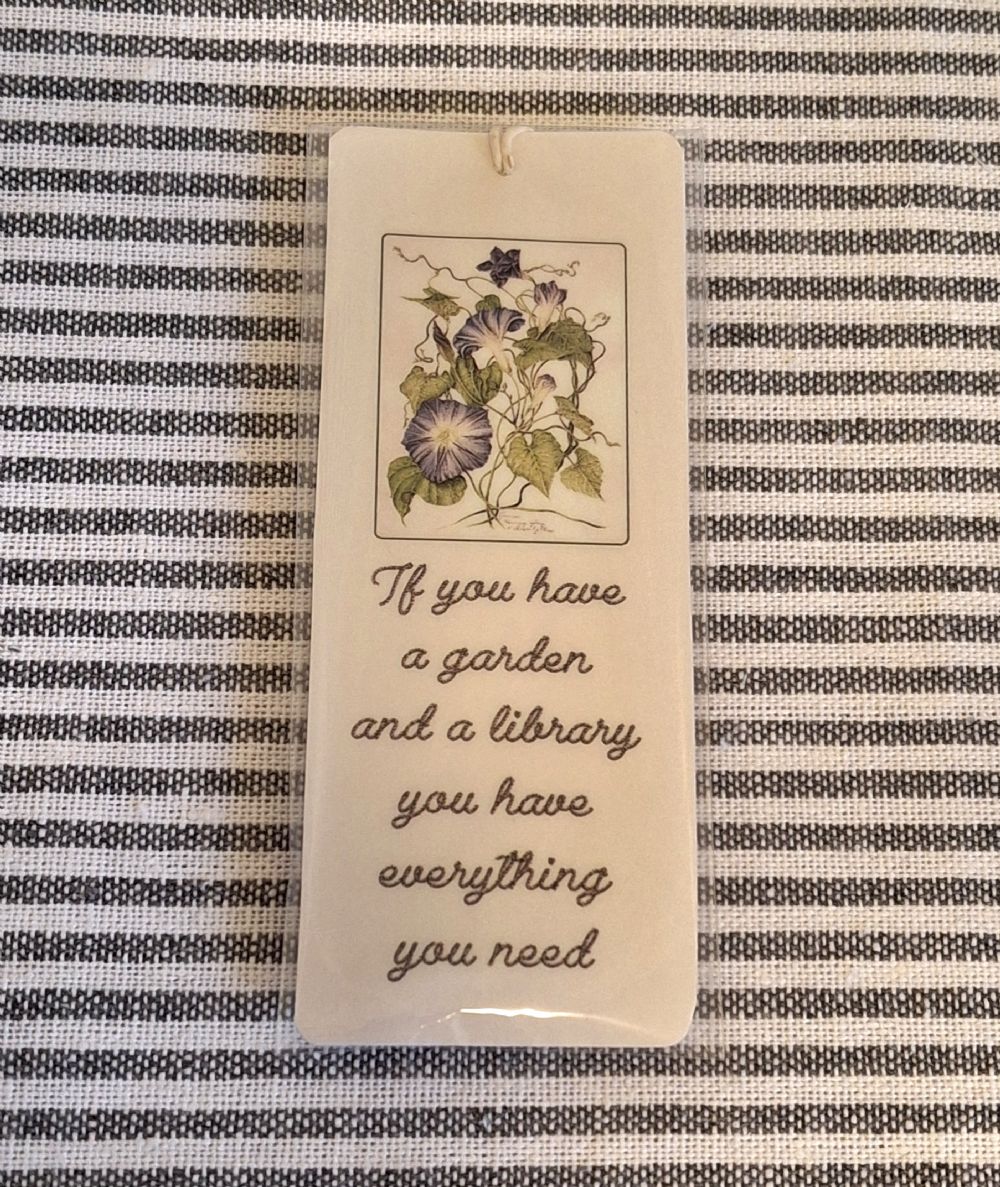 If you have
a garden
and a library
you have
everything
you need